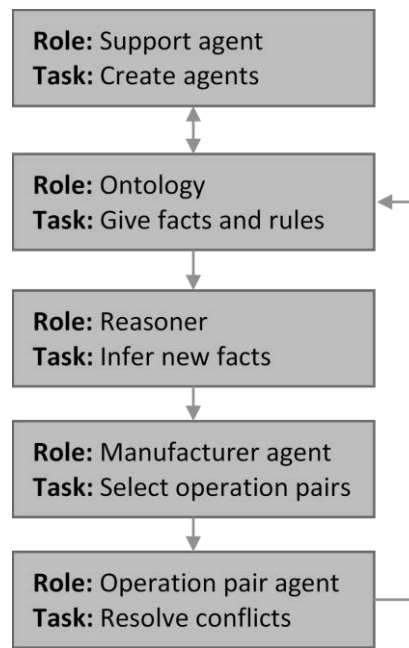 Role: Support agent
Task: Create agents
Role: Ontology
Task: Give facts and rules
Role: Reasoner
Task: Infer new facts
Role: Manufacturer agent
Task: Select operation pairs
Role: Operation pair agent
Task: Resolve conflicts